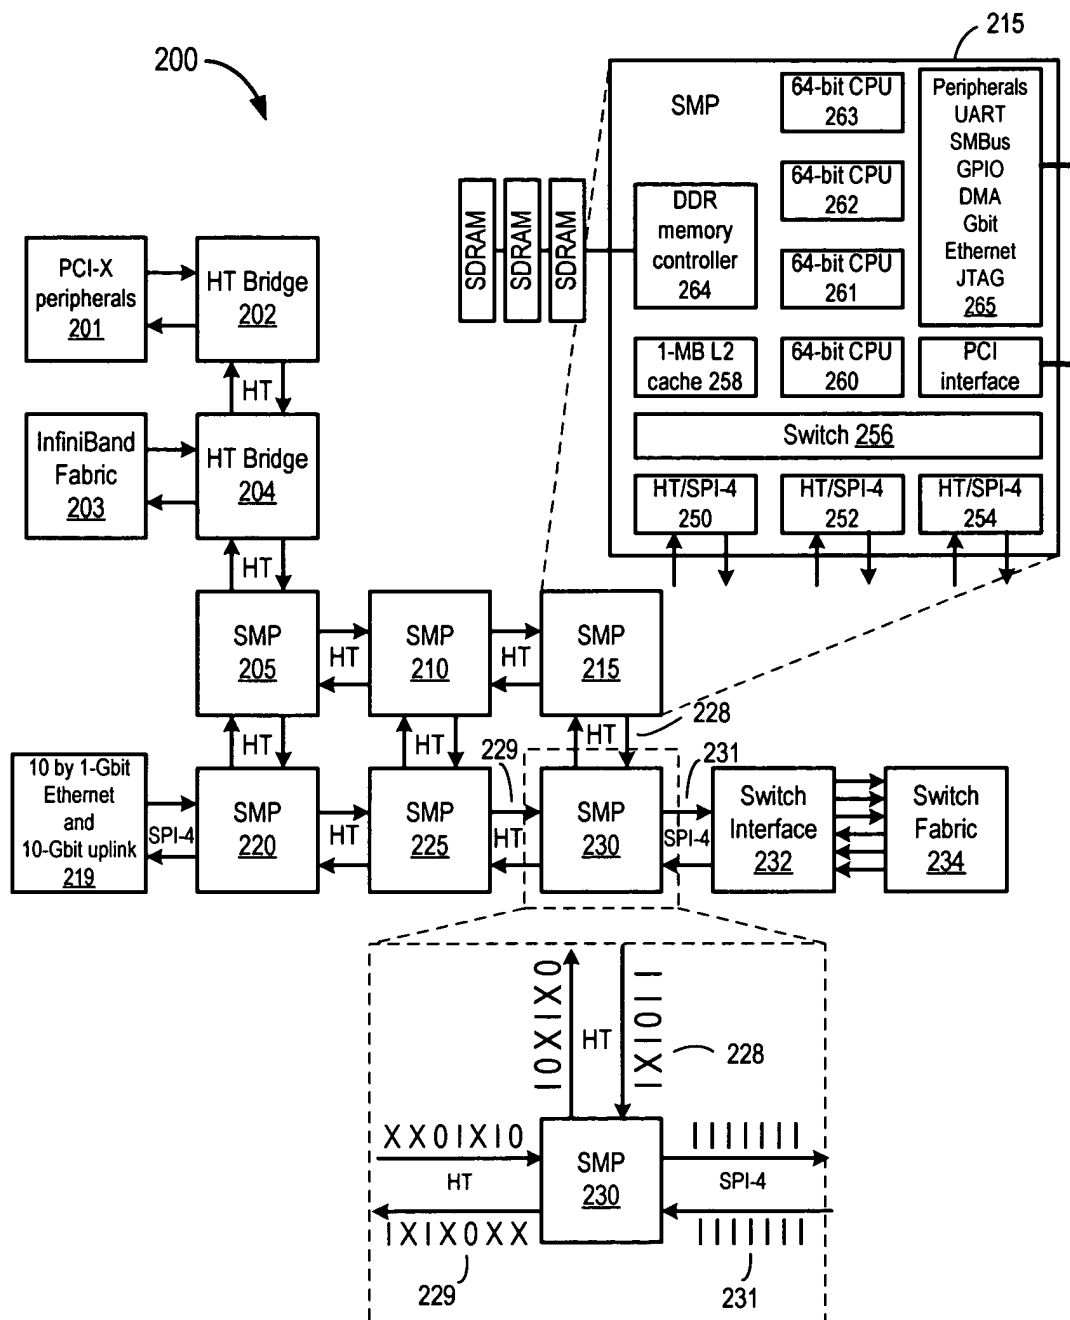 200
215
SMP
64-bit CPU
263
Peripherals
UART
SMBus
GPIO
DMA
Gbit
Ethernet
JTAG
265
64-bit CPU
262
SDRAM
SDRAM
SDRAM
DDR
memory
controller
264
64-bit CPU
261
1-MB L2
cache 258
64-bit CPU
260
PCI
interface
Switch 256
HT/SPI-4
250
HT/SPI-4
252
HT/SPI-4
254
PCI-X
peripherals
201
HT Bridge
202
HT
InfiniBand
Fabric
203
HT Bridge
204
HT
SMP
205
HT
SMP
210
HT
SMP
215
HT
HT
HT
228
229
231
10 by 1-Gbit
Ethernet
and
10-Gbit uplink
219
SPI-4
SMP
220
HT
SMP
225
HT
SMP
230
SPI-4
Switch
Interface
232
Switch
Fabric
234
I0XIX0
HT
IXI0I I
228
XX0IXI0
HT
IXIX0XX
229
SMP
230
IIIIIII
SPI-4
IIIIIII
231